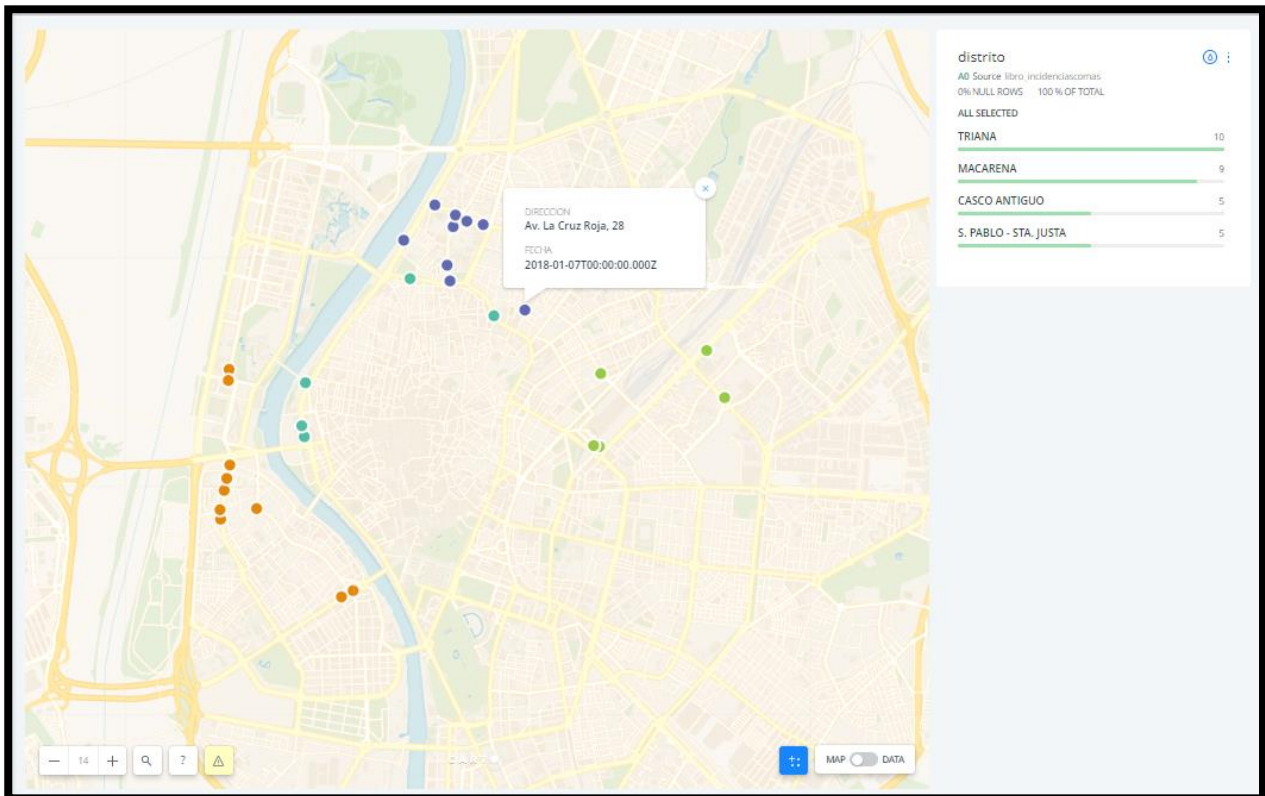 DIRECCION
Av. La Cruz Roja, 28
FECHA
2018-01-07T00:00:00.000Z
14
?
MAP DATA
distrito
A0 Source libro_incidenciascomas
0% NULL ROWS 100 % OF TOTAL
ALL SELECTED
TRIANA 10
MACARENA 9
CASCO ANTIGUO 5
S. PABLO - STA. JUSTA 5